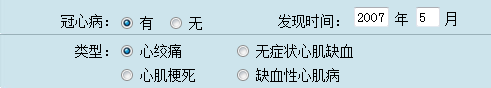 冠心病: 有 无 发现时间: 2007 年 5 月
类型: 心绞痛 无症状心肌缺血
心肌梗死 缺血性心肌病